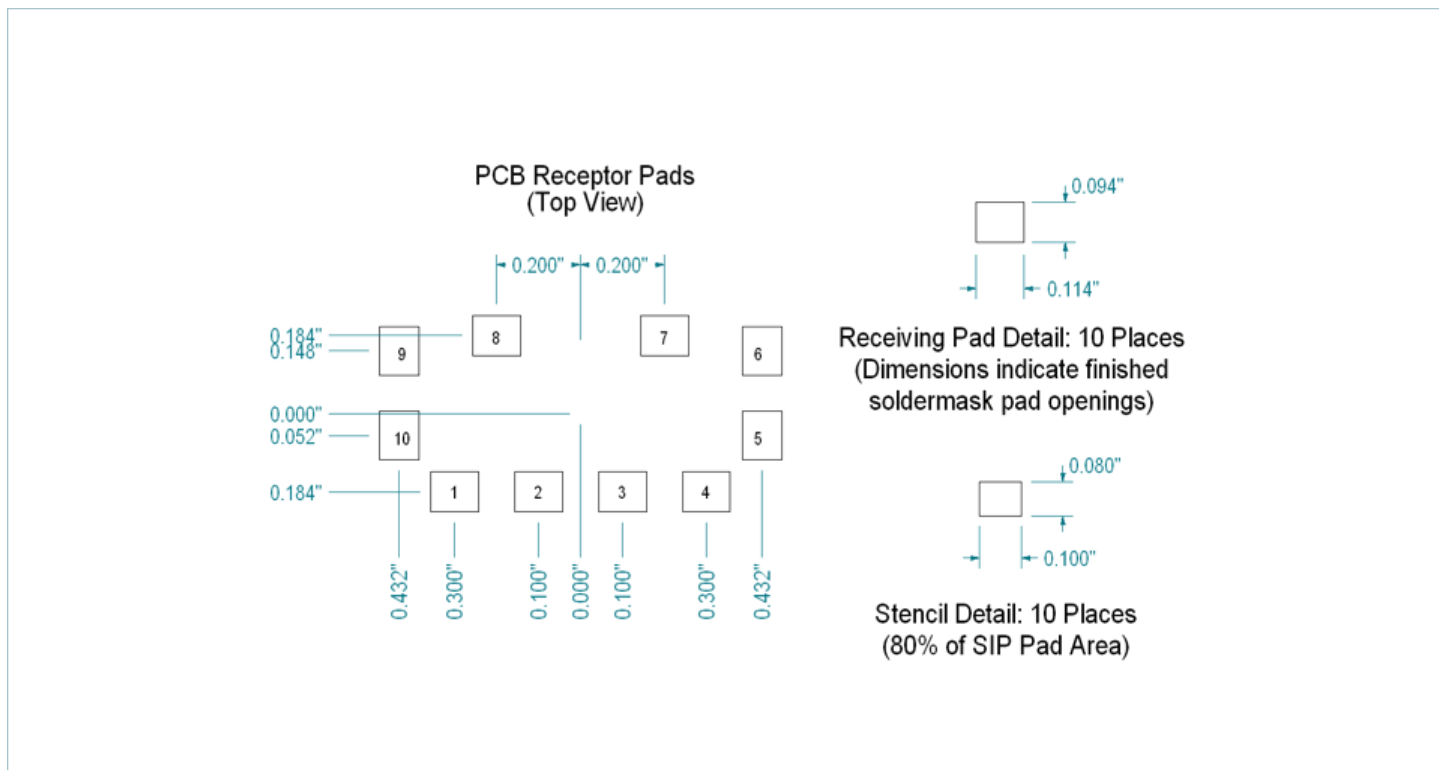 PCB Receptor Pads
(Top View)
0.200" 0.200"
0.184"
0.148"
0.000"
0.052"
0.184"
8 7
9 6
10 5
1 2 3 4
0.432" 0.300" 0.100" 0.000" 0.100" 0.300" 0.432"
0.094"
0.114"
Receiving Pad Detail: 10 Places
(Dimensions indicate finished
soldermask pad openings)
0.080"
0.100"
Stencil Detail: 10 Places
(80% of SIP Pad Area)